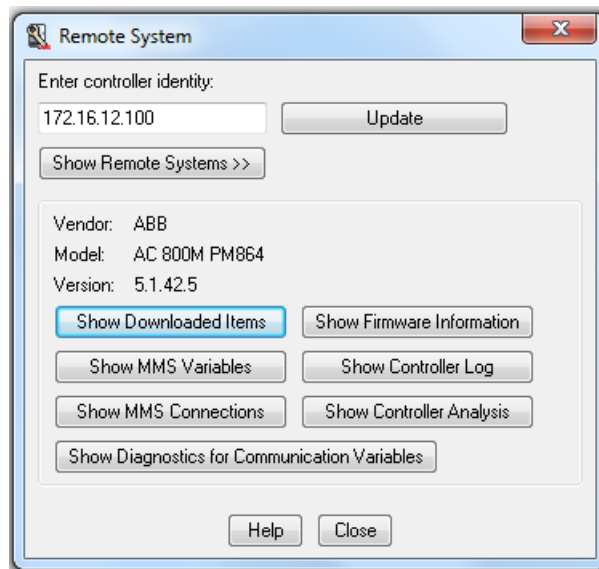 Remote System
Enter controller identity:
172.16.12.100
Update
Show Remote Systems >>
Vendor: ABB
Model: AC 800M PM864
Version: 5.1.42.5
Show Downloaded Items
Show Firmware Information
Show MMS Variables
Show Controller Log
Show MMS Connections
Show Controller Analysis
Show Diagnostics for Communication Variables
Help
Close